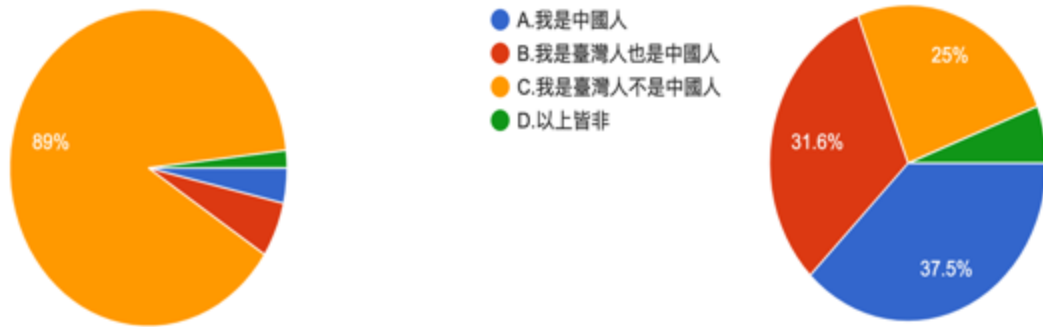 89%
A.我是中國人
B.我是臺灣人也是中國人
C.我是臺灣人不是中國人
D.以上皆非
25%
31.6%
37.5%